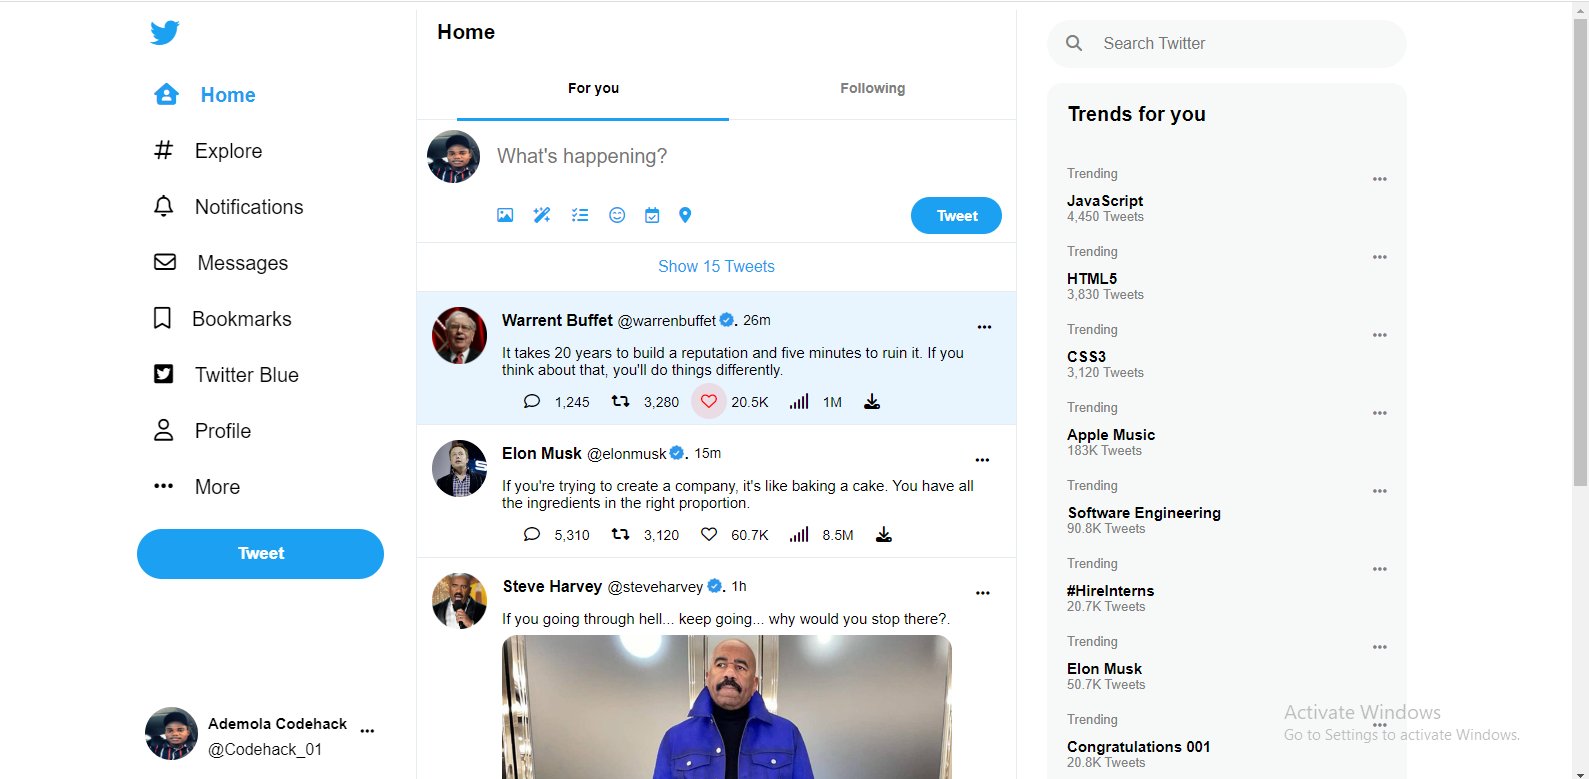 Home
Explore
Notifications
Messages
Bookmarks
Twitter Blue
Profile
More
Tweet
Ademola Codehack
@Codehack_01
Home
For you
Following
What's happening?
Tweet
Show 15 Tweets
Warrent Buffet @warrenbuffet . 26m
It takes 20 years to build a reputation and five minutes to ruin it. If you
think about that, you'll do things differently.
1,245 3,280 20.5K 1M
Elon Musk @elonmusk . 15m
If you're trying to create a company, it's like baking a cake. You have all
the ingredients in the right proportion.
5,310 3,120 60.7K 8.5M
Steve Harvey @steveharvey . 1h
If you going through hell... keep going... why would you stop there?.
Search Twitter
Trends for you
Trending
JavaScript
4,450 Tweets
Trending
HTML5
3,830 Tweets
Trending
CSS3
3,120 Tweets
Trending
Apple Music
183K Tweets
Trending
Software Engineering
90.8K Tweets
Trending
#HireInterns
20.7K Tweets
Trending
Elon Musk
50.7K Tweets
Trending
Congratulations 001
20.8K Tweets
Activate Windows
Go to Settings to activate Windows.